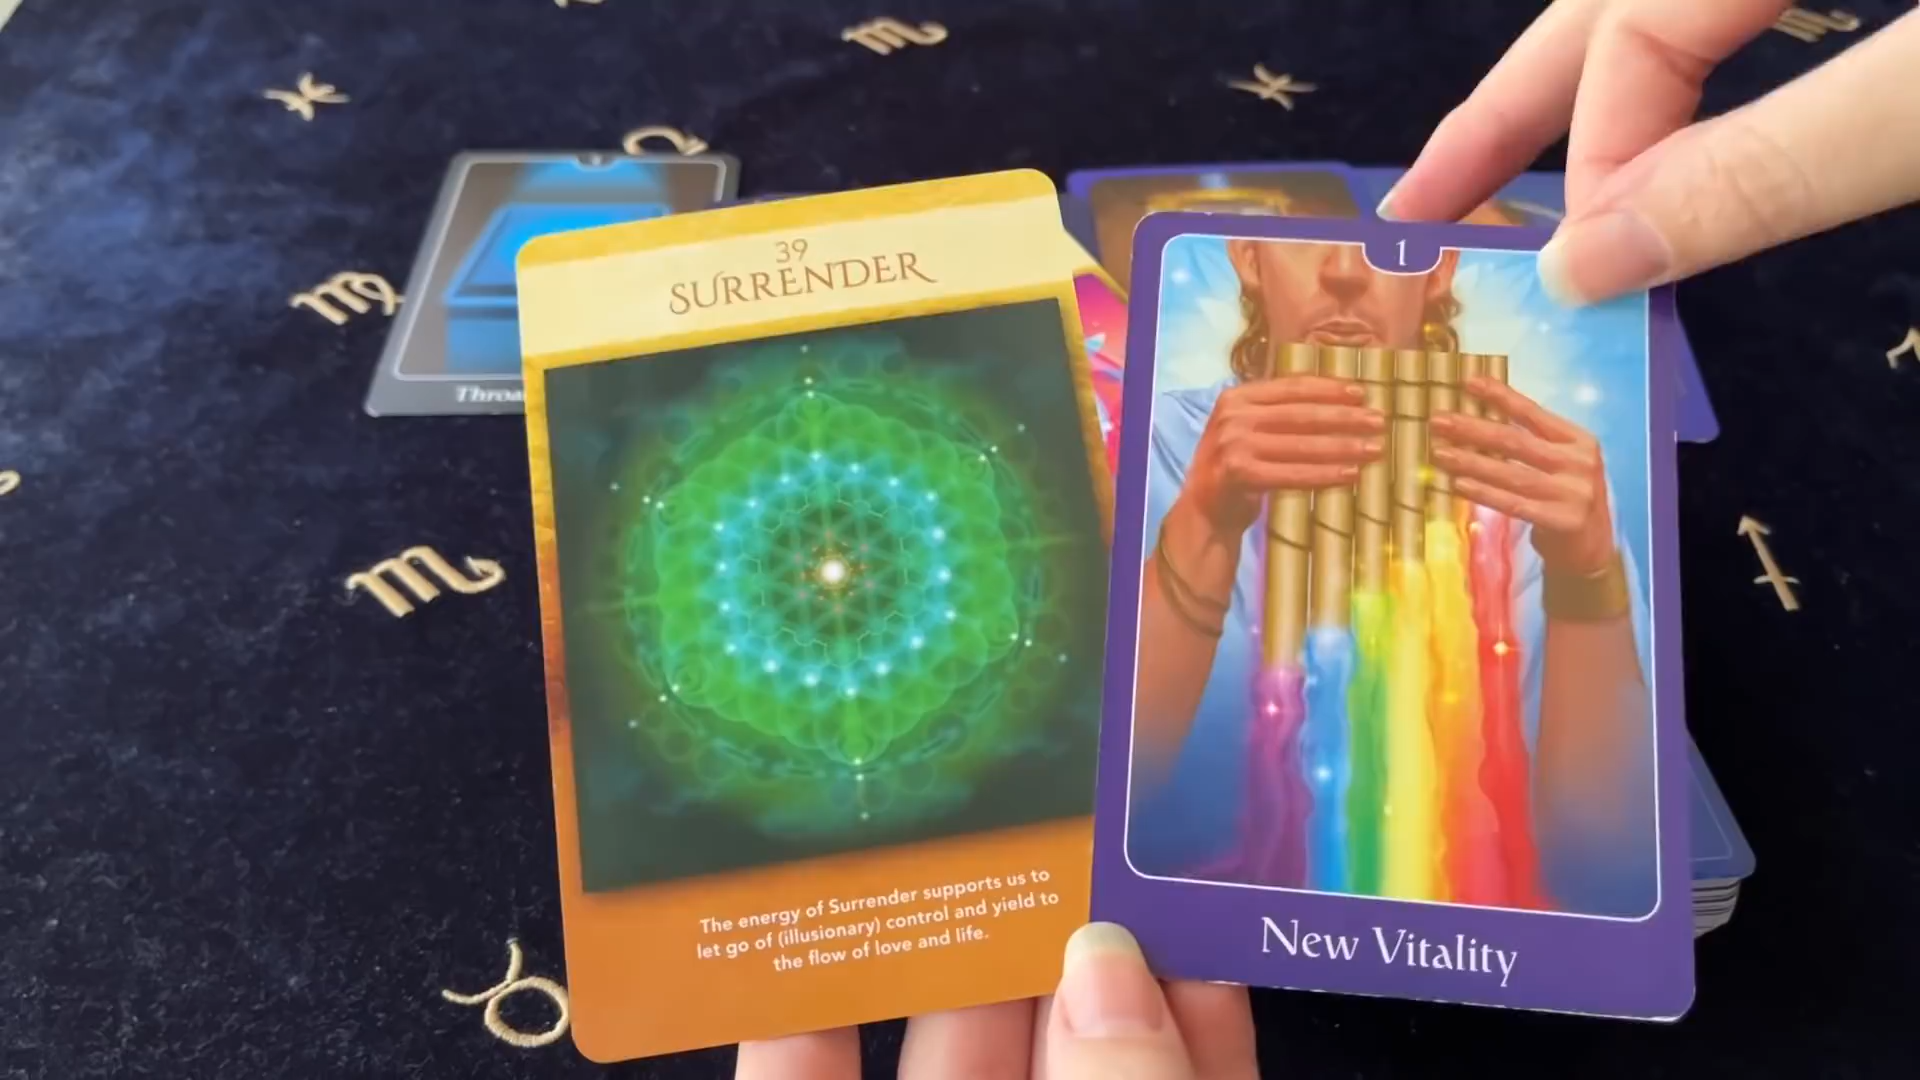 39
SURRENDER
The energy of Surrender supports us to
let go of (illusionary) control and yield to
the flow of love and life.
1
New Vitality